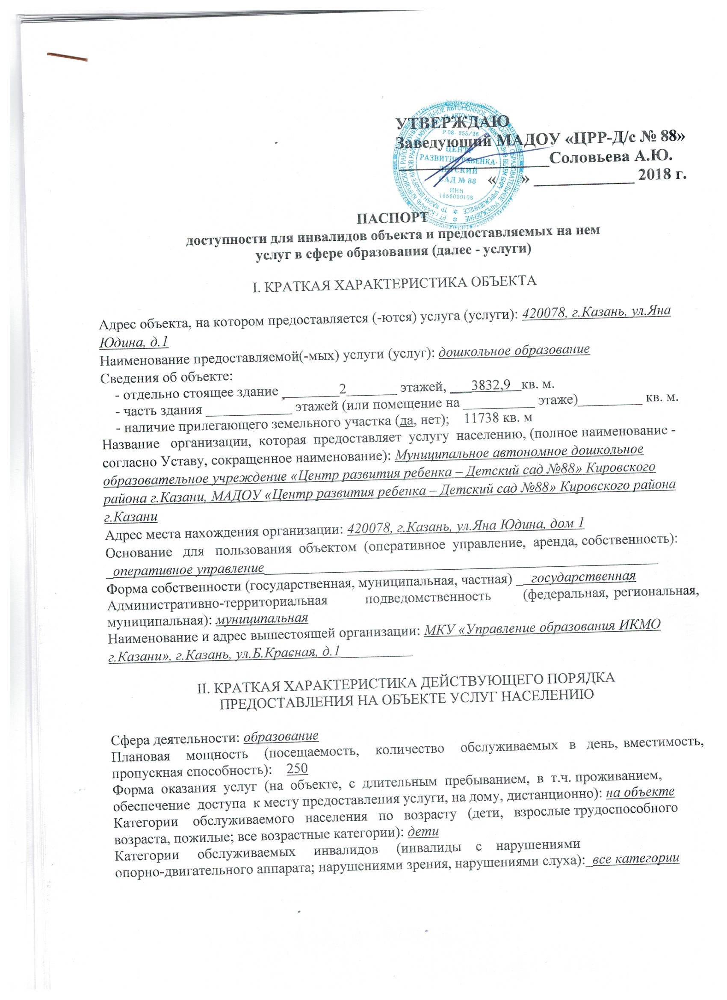 УТВЕРЖДАЮ
Заведующий МАДОУ «ЦРР-Д/с № 88»
__________________Соловьева А.Ю.
«      » ____________ 2018 г.
Р 08- 255/26
ЦЕНТР
РАЗВИТИЯ РЕБЕНКА-
ДЕТСКИЙ
САД № 88
ИНН
1656020108
ПАСПОРТ
доступности для инвалидов объекта и предоставляемых на нем
услуг в сфере образования (далее - услуги)
I. КРАТКАЯ ХАРАКТЕРИСТИКА ОБЪЕКТА
Адрес объекта, на котором предоставляется (-ются) услуга (услуги): 420078, г.Казань, ул.Яна
Юдина, д.1
Наименование предоставляемой(-мых) услуги (услуг): дошкольное образование
Сведения об объекте:
- отдельно стоящее здание ________2_______ этажей, ___3832,9__кв. м.
- часть здания ____________ этажей (или помещение на __________ этаже)_________ кв. м.
- наличие прилегающего земельного участка (да, нет); 11738 кв. м
Название организации, которая предоставляет услугу населению, (полное наименование -
согласно Уставу, сокращенное наименование): Муниципальное автономное дошкольное
образовательное учреждение «Центр развития ребенка – Детский сад №88» Кировского
района г.Казани, МАДОУ «Центр развития ребенка – Детский сад №88» Кировского района
г.Казани
Адрес места нахождения организации: 420078, г.Казань, ул.Яна Юдина, дом 1
Основание для пользования объектом (оперативное управление, аренда, собственность):
_оперативное управление______________________________________________________
Форма собственности (государственная, муниципальная, частная) __государственная
Административно-территориальная подведомственность (федеральная, региональная,
муниципальная): муниципальная
Наименование и адрес вышестоящей организации: МКУ «Управление образования ИКМО
г.Казани», г.Казань, ул.Б.Красная, д.1__________
II. КРАТКАЯ ХАРАКТЕРИСТИКА ДЕЙСТВУЮЩЕГО ПОРЯДКА
ПРЕДОСТАВЛЕНИЯ НА ОБЪЕКТЕ УСЛУГ НАСЕЛЕНИЮ
Сфера деятельности: образование
Плановая мощность (посещаемость, количество обслуживаемых в день, вместимость,
пропускная способность): 250
Форма оказания услуг (на объекте, с длительным пребыванием, в т.ч. проживанием,
обеспечение доступа к месту предоставления услуги, на дому, дистанционно): на объекте
Категории обслуживаемого населения по возрасту (дети, взрослые трудоспособного
возраста, пожилые; все возрастные категории): дети
Категории обслуживаемых инвалидов (инвалиды с нарушениями
опорно-двигательного аппарата; нарушениями зрения, нарушениями слуха):_все категории